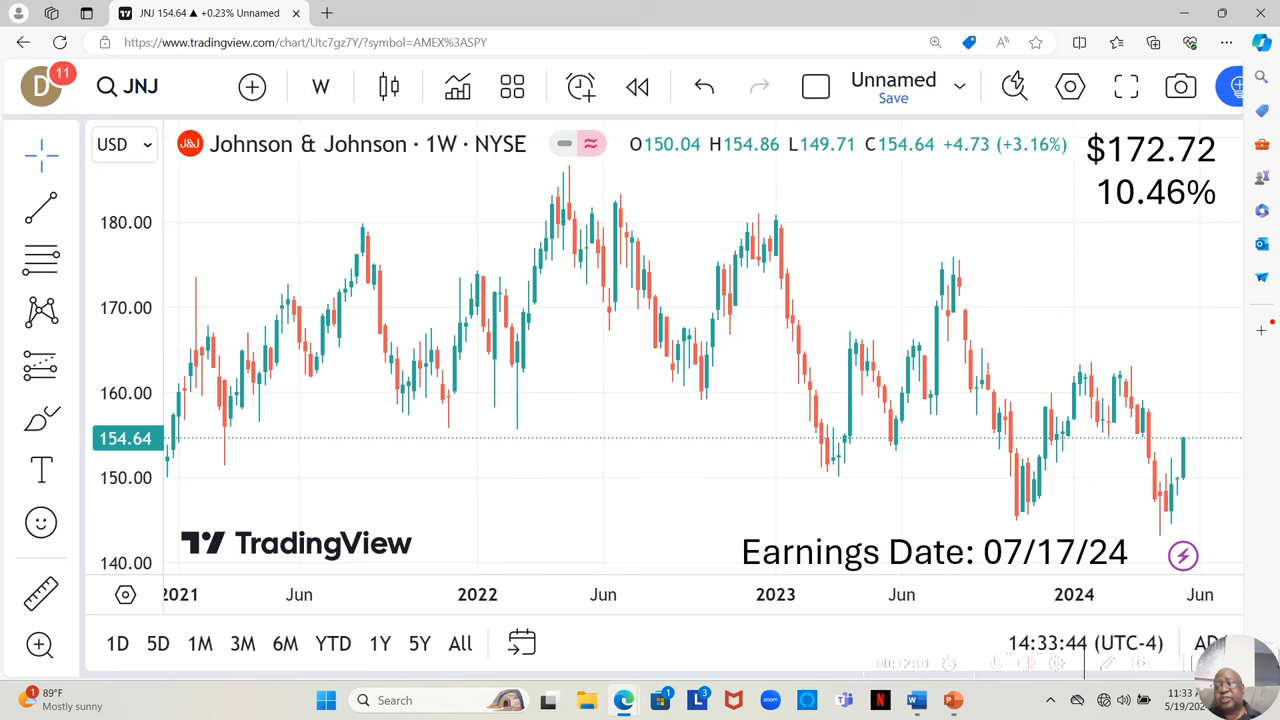 JNJ 154.64 ▲ +0.23% Unnamed
https://www.tradingview.com/chart/Utc7gz7Y/?symbol=AMEX%3ASPY
D 11 JNJ W Unnamed
Save
USD J&J Johnson & Johnson · 1W · NYSE O150.04 H154.86 L149.71 C154.64 +4.73 (+3.16%) $172.72
10.46%
180.00
170.00
160.00
154.64
150.00
TradingView
Earnings Date: 07/17/24
140.00
2021 Jun 2022 Jun 2023 Jun 2024 Jun
1D 5D 1M 3M 6M YTD 1Y 5Y All 14:33:44 (UTC-4)
1 89°F
Mostly sunny
Search
1
3
11:33